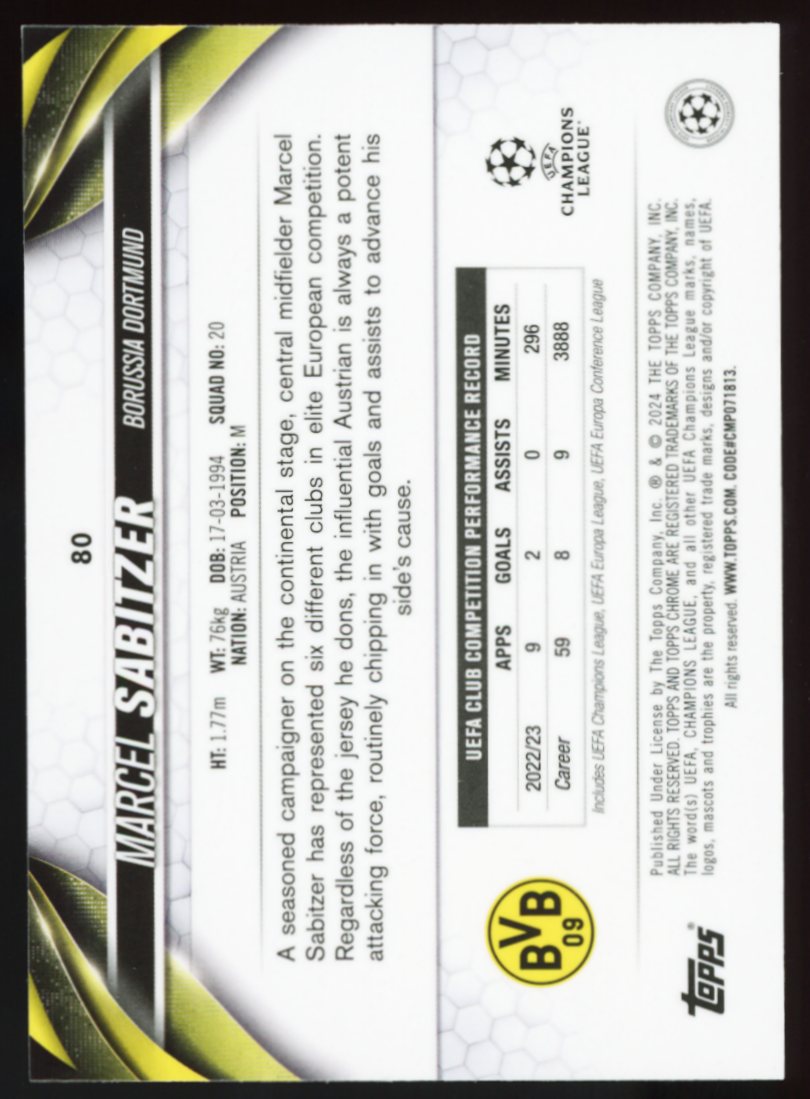 80
MARCEL SABITZER BORUSSIA DORTMUND
HT: 1.77m WT: 76kg DOB: 17-03-1994 SQUAD NO: 20
NATION: AUSTRIA POSITION: M
A seasoned campaigner on the continental stage, central midfielder Marcel
Sabitzer has represented six different clubs in elite European competition.
Regardless of the jersey he dons, the influential Austrian is always a potent
attacking force, routinely chipping in with goals and assists to advance his
side's cause.
BVB
09
UEFA CLUB COMPETITION PERFORMANCE RECORD
APPS GOALS ASSISTS MINUTES
2022/23 9 2 0 296
Career 59 8 9 3888
Includes UEFA Champions League, UEFA Europa League, UEFA Europa Conference League
UEFA
CHAMPIONS
LEAGUE
topps®
Published Under License by The Topps Company, Inc. ® & © 2024 THE TOPPS COMPANY, INC.
ALL RIGHTS RESERVED. TOPPS AND TOPPS CHROME ARE REGISTERED TRADEMARKS OF THE TOPPS COMPANY, INC.
The word(s) UEFA, CHAMPIONS LEAGUE, and all other UEFA Champions League marks, names,
logos, mascots and trophies are the property, registered trade marks, designs and/or copyright of UEFA.
All rights reserved. WWW.TOPPS.COM. CODE#CMP071813.